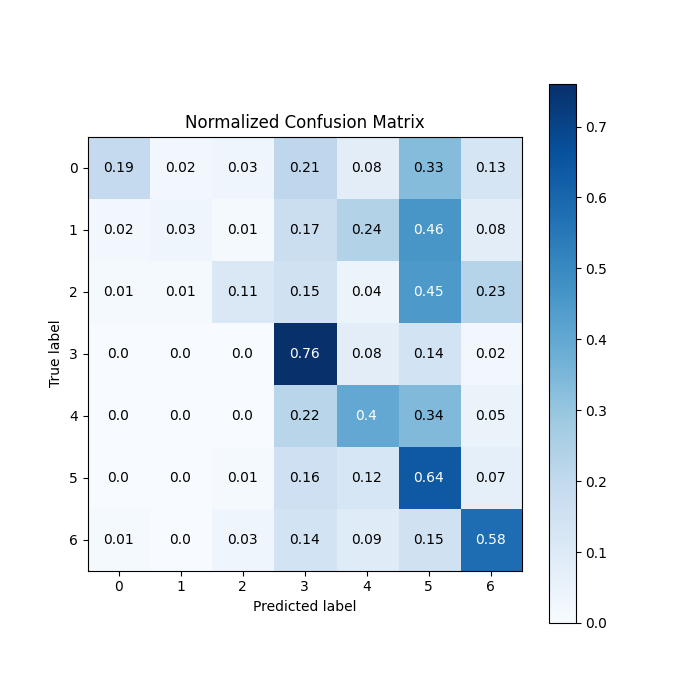 Normalized Confusion Matrix
True label
0 0.19 0.02 0.03 0.21 0.08 0.33 0.13
1 0.02 0.03 0.01 0.17 0.24 0.46 0.08
2 0.01 0.01 0.11 0.15 0.04 0.45 0.23
3 0.0 0.0 0.0 0.76 0.08 0.14 0.02
4 0.0 0.0 0.0 0.22 0.4 0.34 0.05
5 0.0 0.0 0.01 0.16 0.12 0.64 0.07
6 0.01 0.0 0.03 0.14 0.09 0.15 0.58
0 1 2 3 4 5 6
Predicted label
0.7
0.6
0.5
0.4
0.3
0.2
0.1
0.0